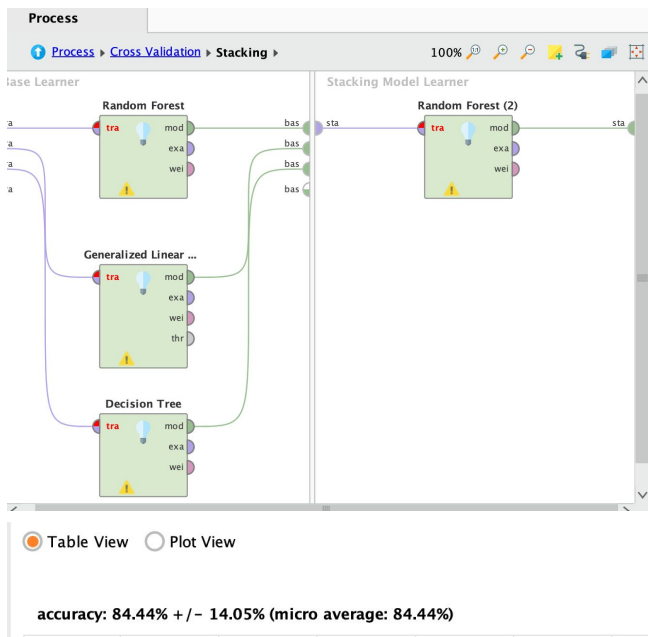 Process
Process ▸ Cross Validation ▸ Stacking ▸ 100%
Base Learner
Stacking Model Learner
Random Forest
Random Forest (2)
tra mod bas
sta tra mod sta
exa bas
exa
wei bas
wei
bas
Generalized Linear ...
tra mod
exa
wei
thr
Decision Tree
tra mod
exa
wei
Table View Plot View
accuracy: 84.44% +/- 14.05% (micro average: 84.44%)